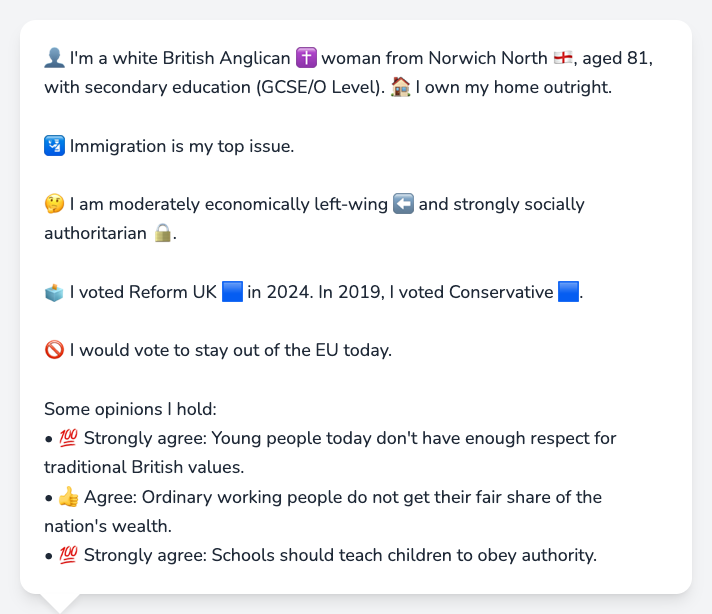 👤 I'm a white British Anglican ✝️ woman from Norwich North 🏴󠁧󠁢󠁥󠁮󠁧󠁿, aged 81,
with secondary education (GCSE/O Level). 🏠 I own my home outright.
🛂 Immigration is my top issue.
🤔 I am moderately economically left-wing ⬅️ and strongly socially
authoritarian 🔒.
🗳️ I voted Reform UK 🟦 in 2024. In 2019, I voted Conservative 🟦.
🚫 I would vote to stay out of the EU today.
Some opinions I hold:
• 💯 Strongly agree: Young people today don't have enough respect for
traditional British values.
• 👍 Agree: Ordinary working people do not get their fair share of the
nation's wealth.
• 💯 Strongly agree: Schools should teach children to obey authority.